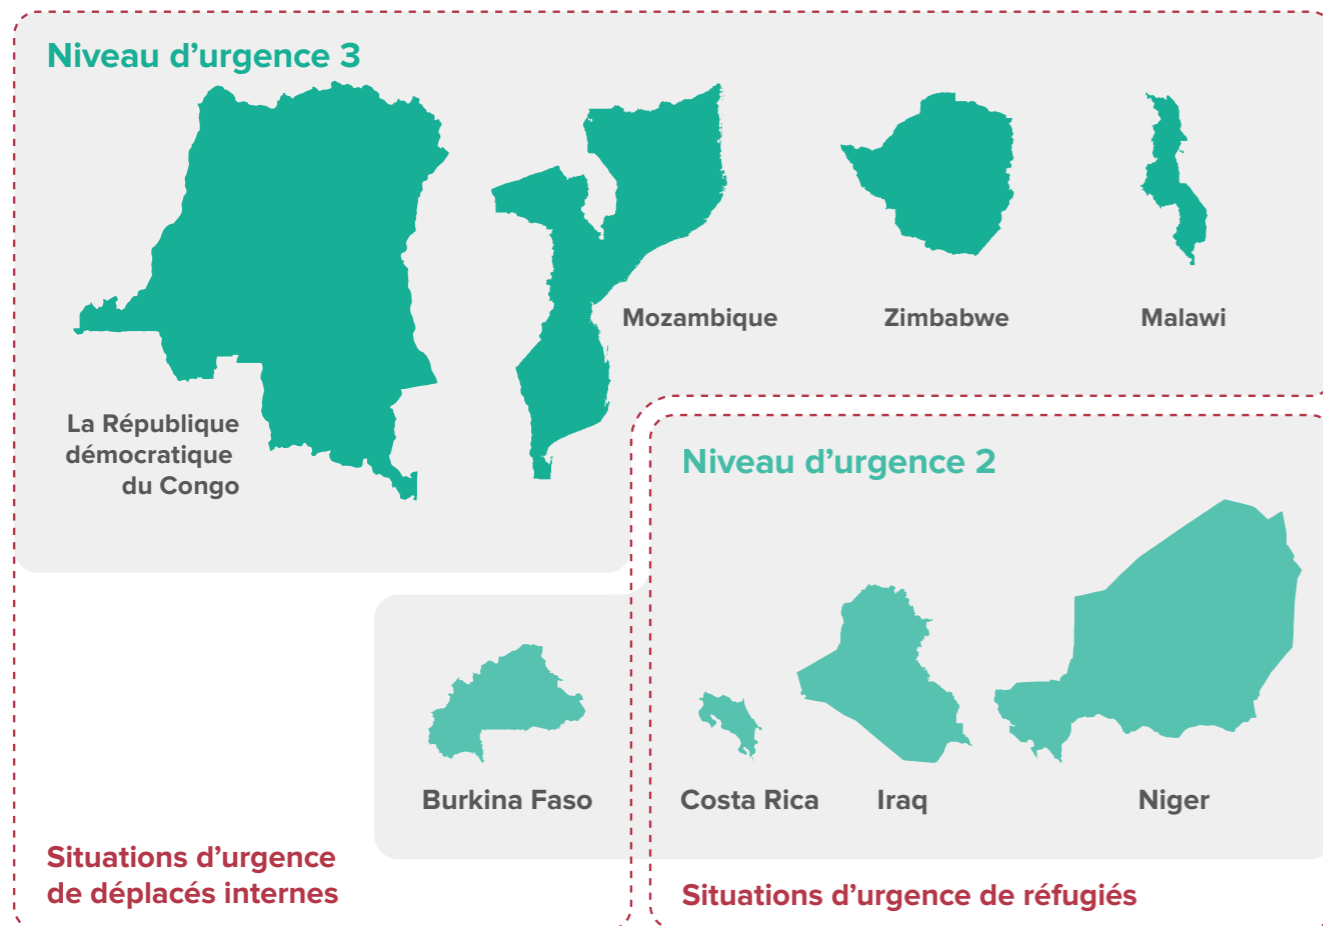 Niveau d’urgence 3
Mozambique
Zimbabwe
Malawi
La République
démocratique
du Congo
Niveau d’urgence 2
Burkina Faso
Costa Rica
Iraq
Niger
Situations d’urgence
de déplacés internes
Situations d’urgence de réfugiés